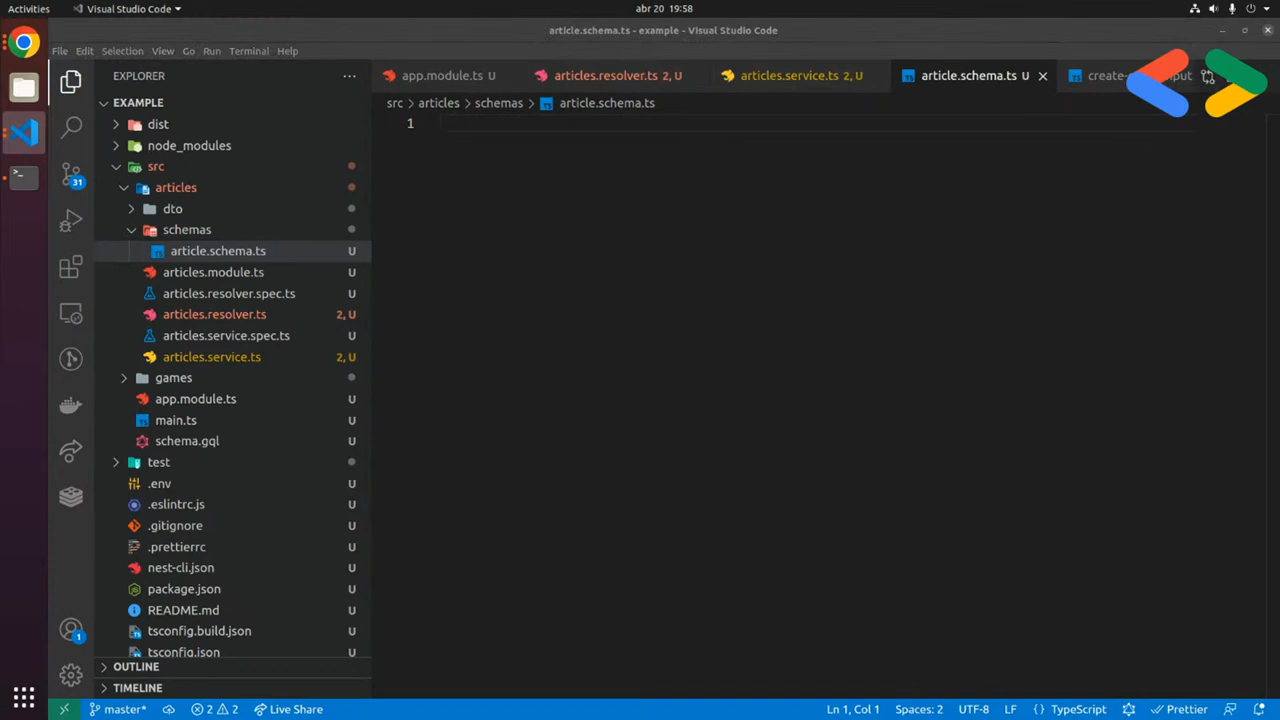 Activities
Visual Studio Code
abr 20 19:58
article.schema.ts - example - Visual Studio Code
File Edit Selection View Go Run Terminal Help
EXPLORER
app.module.ts U
articles.resolver.ts 2, U
articles.service.ts 2, U
article.schema.ts U
src > articles > schemas > article.schema.ts
1
EXAMPLE
dist
node_modules
src
articles
dto
schemas
article.schema.ts U
articles.module.ts U
articles.resolver.spec.ts U
articles.resolver.ts 2, U
articles.service.spec.ts U
articles.service.ts 2, U
games
app.module.ts U
main.ts U
schema.gql U
test
.env U
.eslintrc.js U
.gitignore U
.prettierrc U
nest-cli.json U
package.json U
README.md U
tsconfig.build.json U
tsconfig.json U
OUTLINE
TIMELINE
31
1
master*
2 2
Live Share
Ln 1, Col 1
Spaces: 2
UTF-8
LF
{ } TypeScript
Prettier